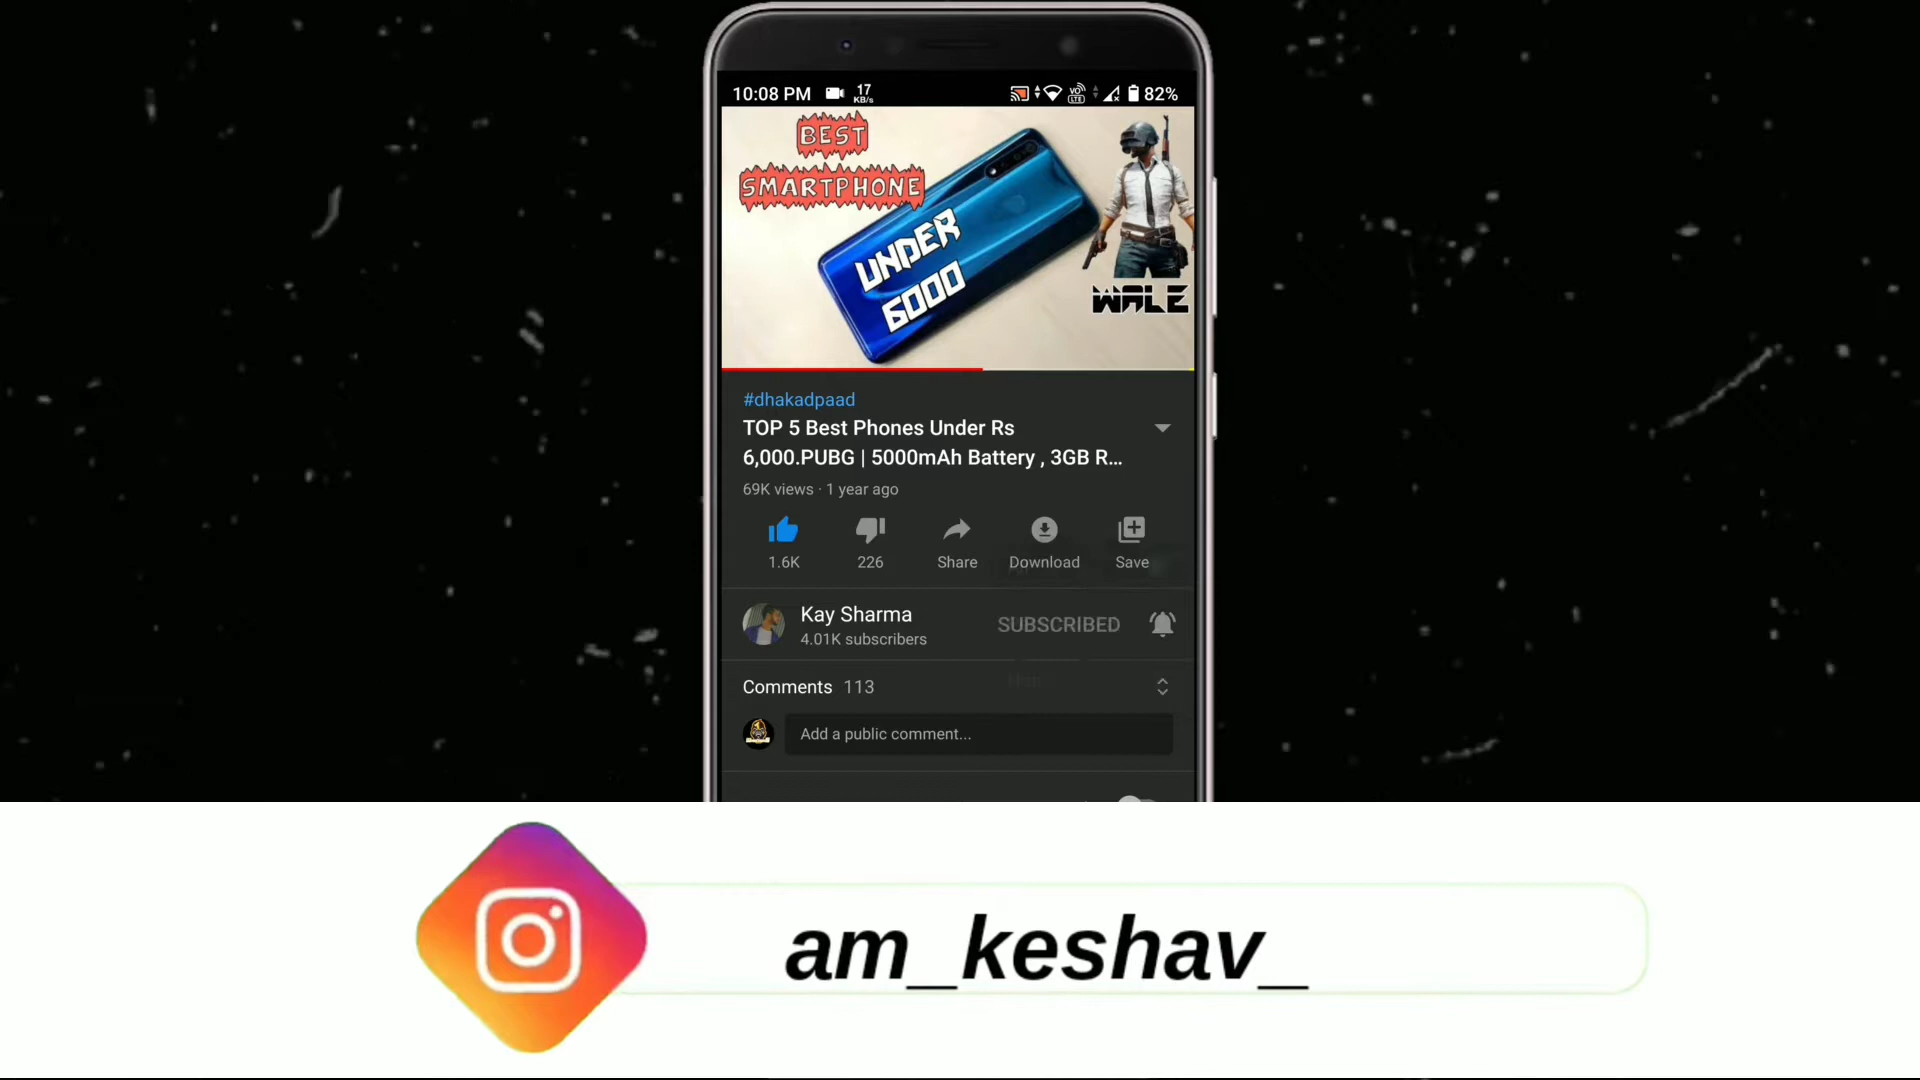 10:08 PM 17 KB/s VO LTE 82%
BEST
SMARTPHONE
UNDER
6000
WALE
#dhakadpaad
TOP 5 Best Phones Under Rs
6,000.PUBG | 5000mAh Battery , 3GB R...
69K views · 1 year ago
1.6K 226 Share Download Save
Kay Sharma SUBSCRIBED
4.01K subscribers
Comments 113
Add a public comment...
am_keshav_